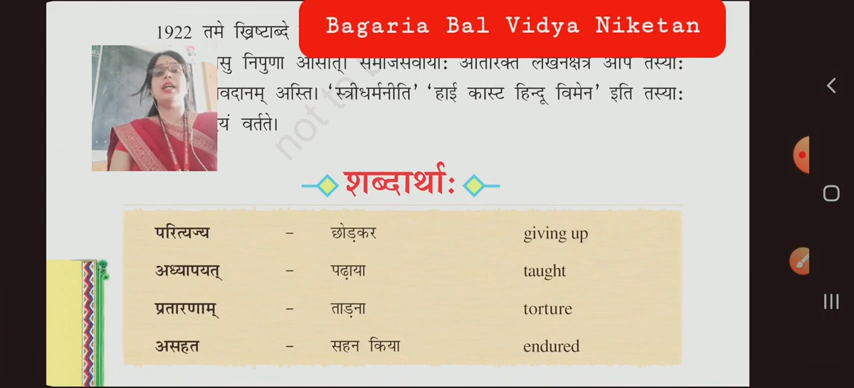 1922 तमे ख्रिष्टाब्दे
Bagaria Bal Vidya Niketan
सु निपुणा आसीत्। समाजसेवायाः अतिरिक्तं लेखनक्षेत्रे अपि तस्याः
वदानम् अस्ति। ‘स्त्रीधर्मनीति’ ‘हाई कास्ट हिन्दू विमेन’ इति तस्याः
यं वर्तते।
not to b
शब्दार्थाः
परित्यज्य – छोड़कर giving up
अध्यापयत् – पढ़ाया taught
प्रतारणाम् – ताड़ना torture
असहत – सहन किया endured